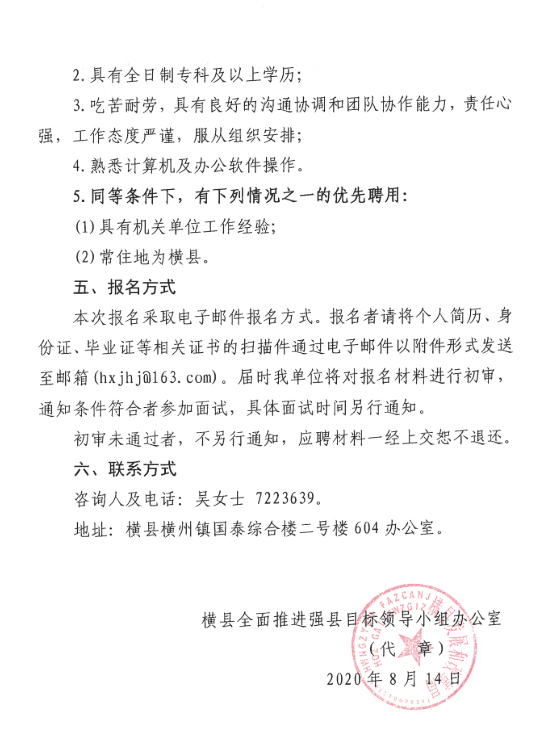 2.具有全日制专科及以上学历；
3.吃苦耐劳，具有良好的沟通协调和团队协作能力，责任心
强，工作态度严谨，服从组织安排；
4.熟悉计算机及办公软件操作。
5.同等条件下，有下列情况之一的优先聘用：
(1)具有机关单位工作经验；
(2)常住地为横县。
五、报名方式
本次报名采取电子邮件报名方式。报名者请将个人简历、身
份证、毕业证等相关证书的扫描件通过电子邮件以附件形式发送
至邮箱(hxjhj@163.com)。届时我单位将对报名材料进行初审，
通知条件符合者参加面试，具体面试时间另行通知。
初审未通过者，不另行通知，应聘材料一经上交恕不退还。
六、联系方式
咨询人及电话：吴女士 7223639。
地址：横县横州镇国泰综合楼二号楼 604 办公室。
横县全面推进强县目标领导小组办公室
（代 章）
2020 年 8 月 14 日